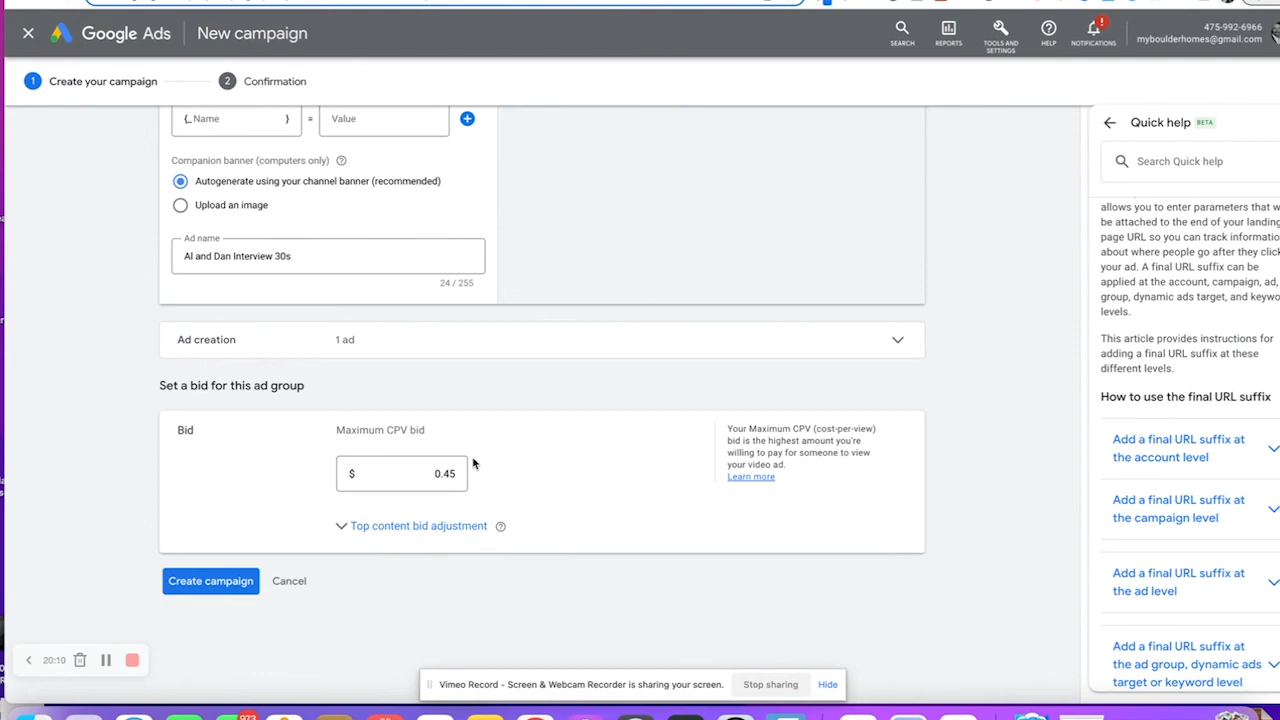 Google Ads
New campaign
SEARCH
REPORTS
TOOLS AND
SETTINGS
HELP
!
NOTIFICATIONS
475-992-6966
myboulderhomes@gmail.com
1
Create your campaign
2
Confirmation
{_ Name } = Value
Companion banner (computers only)
Autogenerate using your channel banner (recommended)
Upload an image
Ad name
Al and Dan Interview 30s
24 / 255
Ad creation
1 ad
Set a bid for this ad group
Bid
Maximum CPV bid
$ 0.45
Top content bid adjustment
Your Maximum CPV (cost-per-view)
bid is the highest amount you're
willing to pay for someone to view
your video ad.
Learn more
Create campaign
Cancel
Quick help BETA
Search Quick help
allows you to enter parameters that w
be attached to the end of your landing
page URL so you can track informatio
about where people go after they click
your ad. A final URL suffix can be
applied at the account, campaign, ad,
group, dynamic ads target, and keywo
levels.
This article provides instructions for
adding a final URL suffix at these
different levels.
How to use the final URL suffix
Add a final URL suffix at
the account level
Add a final URL suffix at
the campaign level
Add a final URL suffix at
the ad level
Add a final URL suffix at
the ad group, dynamic ads
target or keyword level
20:10
Vimeo Record - Screen & Webcam Recorder is sharing your screen.
Stop sharing
Hide
973